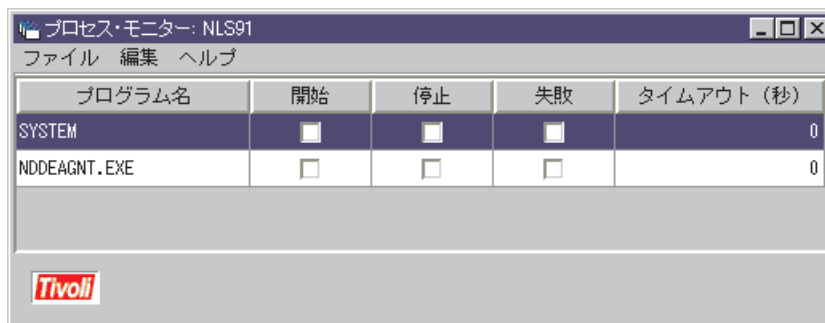 プロセス・モニター: NLS91
ファイル 編集 ヘルプ
プログラム名 開始 停止 失敗 タイムアウト（秒）
SYSTEM 0
NDDEAGNT.EXE 0
Tivoli